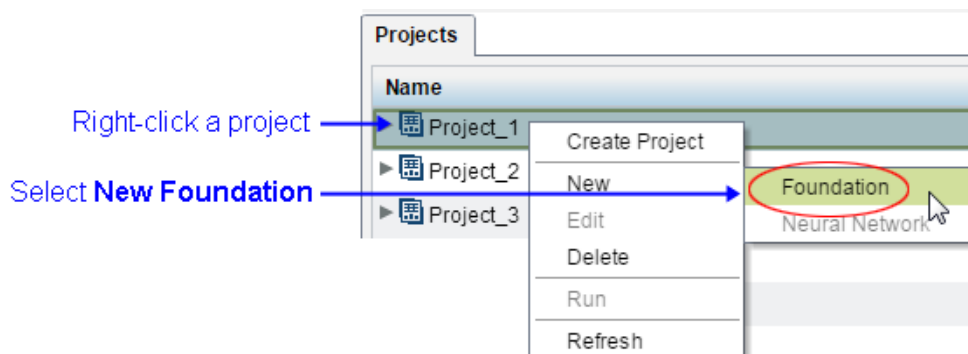 Projects
Name
Right-click a project
Project_1
Create Project
Project_2
Select New Foundation
New
Foundation
Project_3
Edit
Neural Network
Delete
Run
Refresh